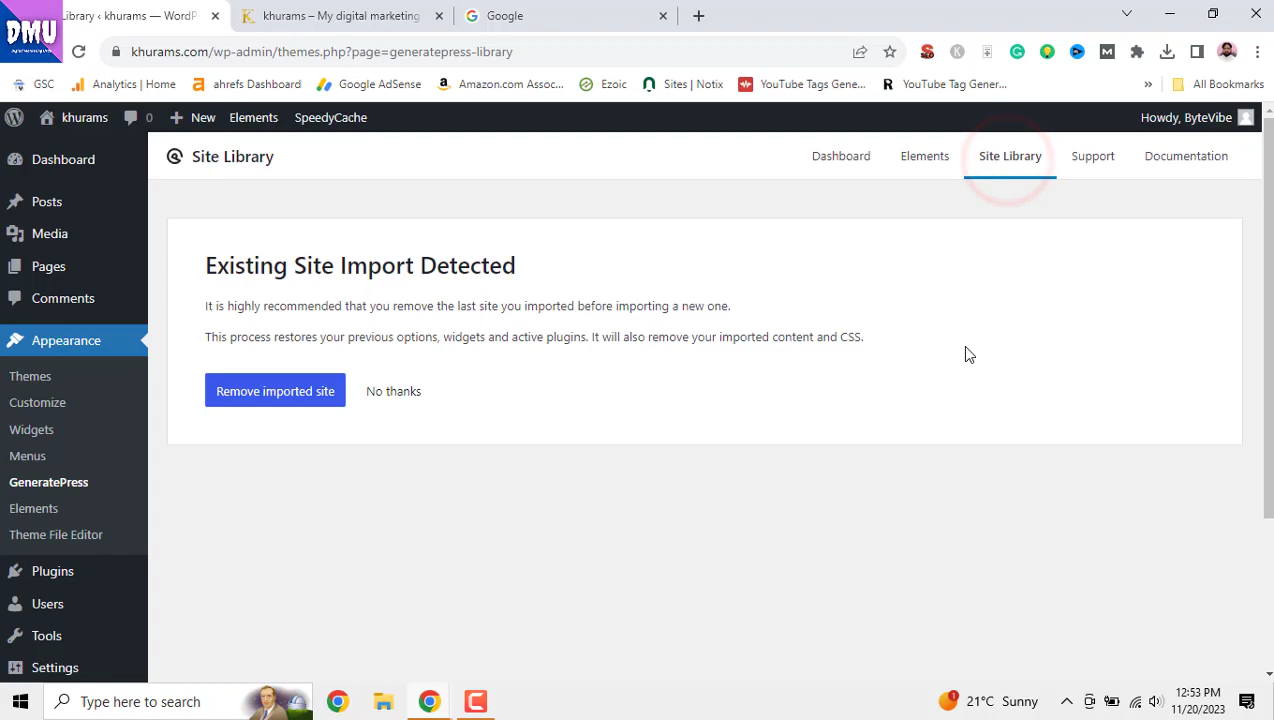 Library ‹ khurams — WordP
khurams – My digital marketing
Google
DMU
khurams.com/wp-admin/themes.php?page=generatepress-library
GSC
Analytics | Home
ahrefs Dashboard
Google AdSense
Amazon.com Assoc...
Ezoic
Sites | Notix
YouTube Tags Gene...
YouTube Tag Gener...
»
All Bookmarks
khurams
0
New
Elements
SpeedyCache
Howdy, ByteVibe
Site Library
Dashboard
Elements
Site Library
Support
Documentation
Dashboard
Posts
Media
Pages
Comments
Appearance
Themes
Customize
Widgets
Menus
GeneratePress
Elements
Theme File Editor
Plugins
Users
Tools
Settings
Existing Site Import Detected
It is highly recommended that you remove the last site you imported before importing a new one.
This process restores your previous options, widgets and active plugins. It will also remove your imported content and CSS.
Remove imported site
No thanks
Type here to search
1
21°C Sunny
12:53 PM
11/20/2023